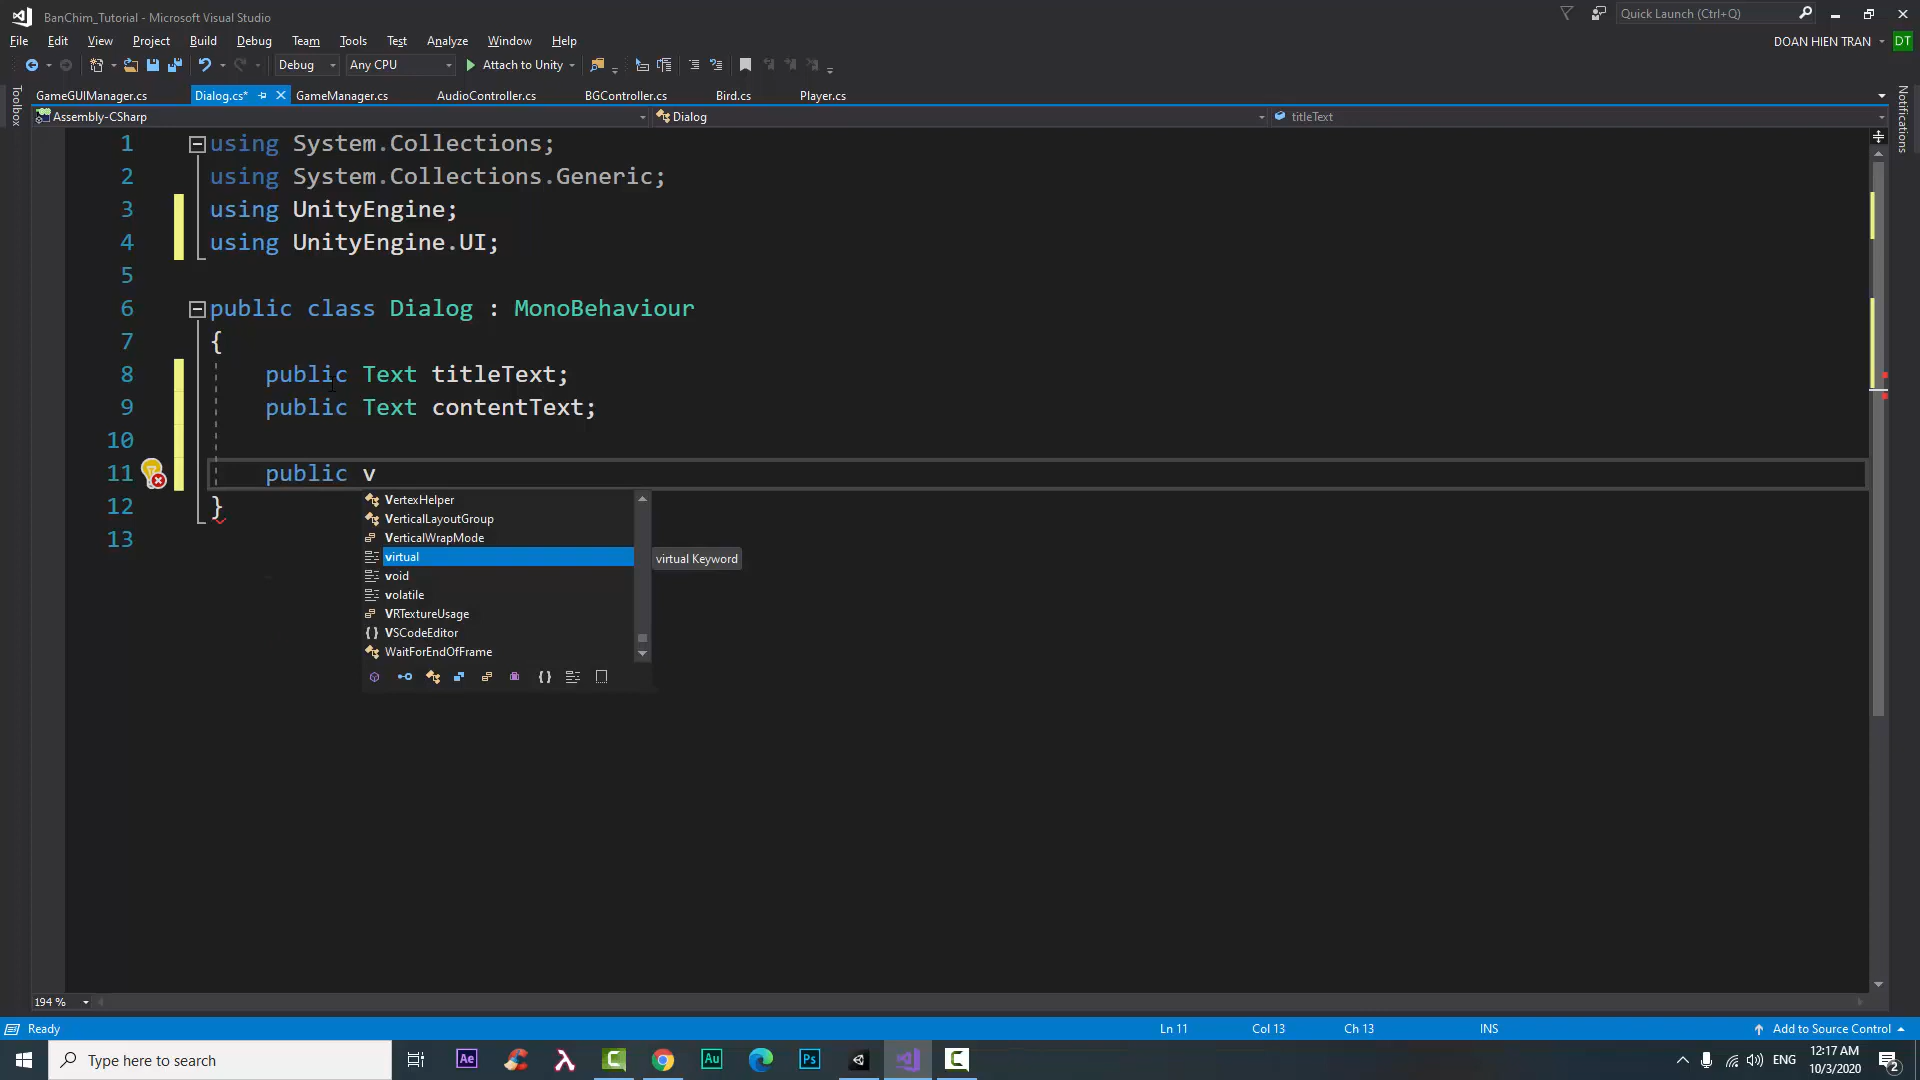 BanChim_Tutorial - Microsoft Visual Studio
Quick Launch (Ctrl+Q)
File Edit View Project Build Debug Team Tools Test Analyze Window Help
DOAN HIEN TRAN DT
Debug Any CPU Attach to Unity
Toolbox
GameGUIManager.cs Dialog.cs* GameManager.cs AudioController.cs BGController.cs Bird.cs Player.cs
Notifications
Assembly-CSharp Dialog titleText
1 using System.Collections;
2 using System.Collections.Generic;
3 using UnityEngine;
4 using UnityEngine.UI;
5
6 public class Dialog : MonoBehaviour
7 {
8 public Text titleText;
9 public Text contentText;
10
11 public v
12 }
13
VertexHelper
VerticalLayoutGroup
VerticalWrapMode
virtual
virtual Keyword
void
volatile
VRTextureUsage
VSCodeEditor
WaitForEndOfFrame
194 %
Ready Ln 11 Col 13 Ch 13 INS Add to Source Control
Type here to search
Ae Au Ps
ENG
12:17 AM
10/3/2020
2